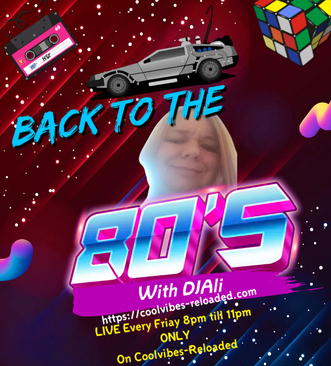 BACK TO THE
80'S
With DJAli
https://coolvibes-reloaded.com
LIVE Every Friay 8pm till 11pm
ONLY
On Coolvibes-Reloaded